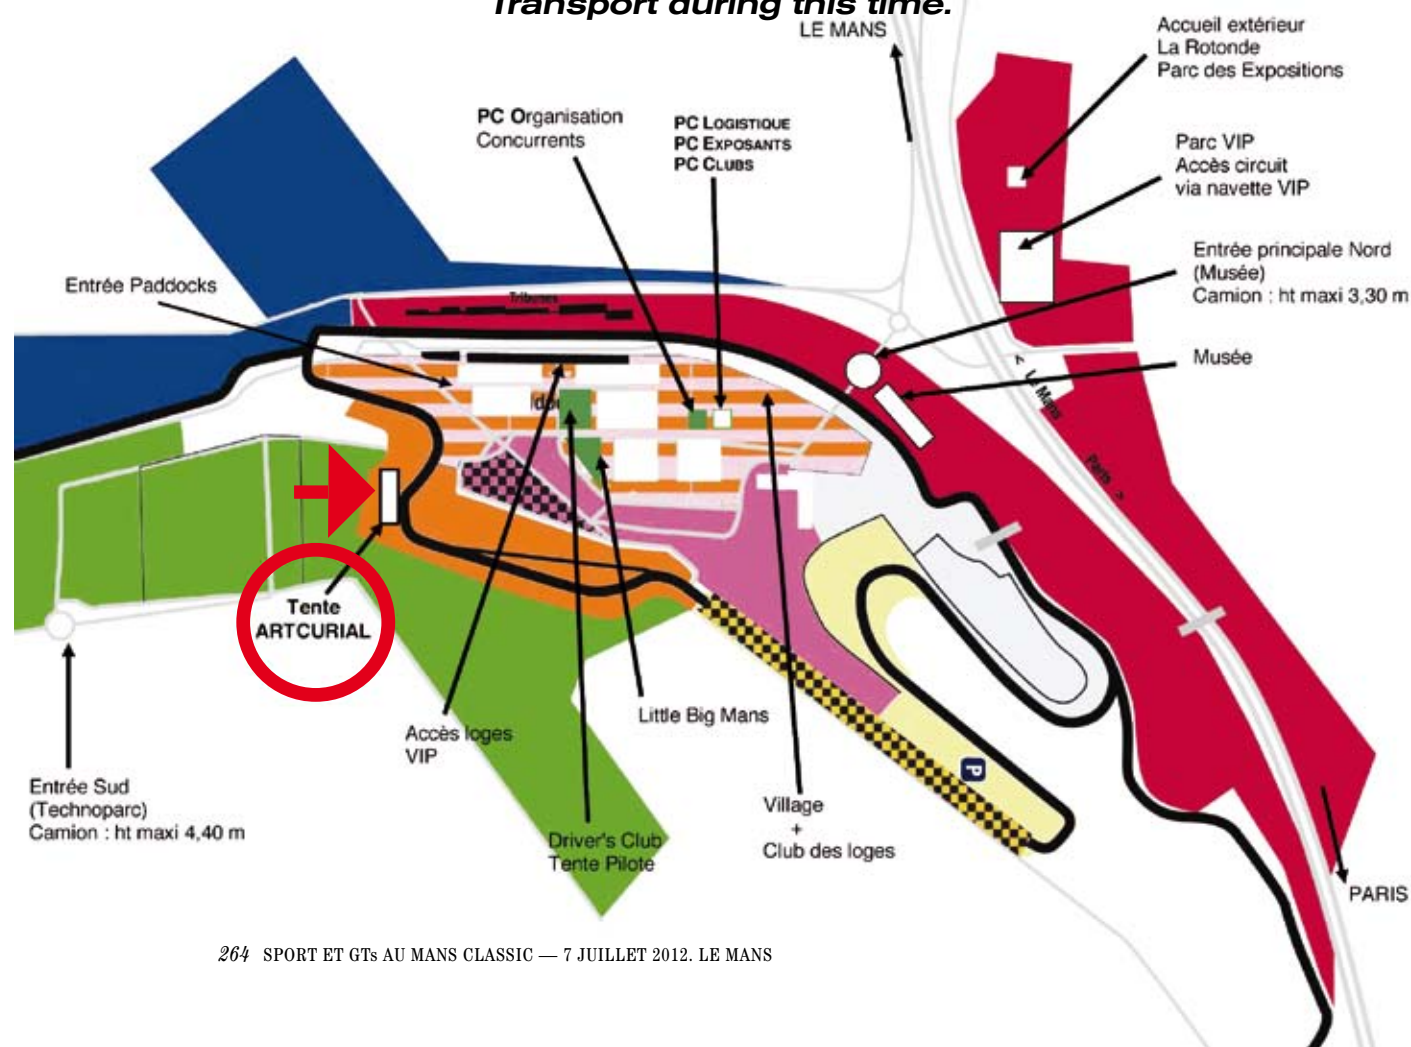 Transport during this time.
LE MANS
Accueil extérieur
La Rotonde
Parc des Expositions
PC Organisation
Concurrents
PC LOGISTIQUE
PC EXPOSANTS
PC CLUBS
Parc VIP
Accès circuit
via navette VIP
Entrée principale Nord
(Musée)
Camion : ht maxi 3,30 m
Entrée Paddocks
Tribunes
Musée
< Le Mans
Paris >
Tente
ARTCURIAL
Accès loges
VIP
Little Big Mans
P
Entrée Sud
(Technoparc)
Camion : ht maxi 4,40 m
Village
+
Club des loges
Driver's Club
Tente Pilote
PARIS
264 SPORT ET GTs AU MANS CLASSIC — 7 JUILLET 2012. LE MANS